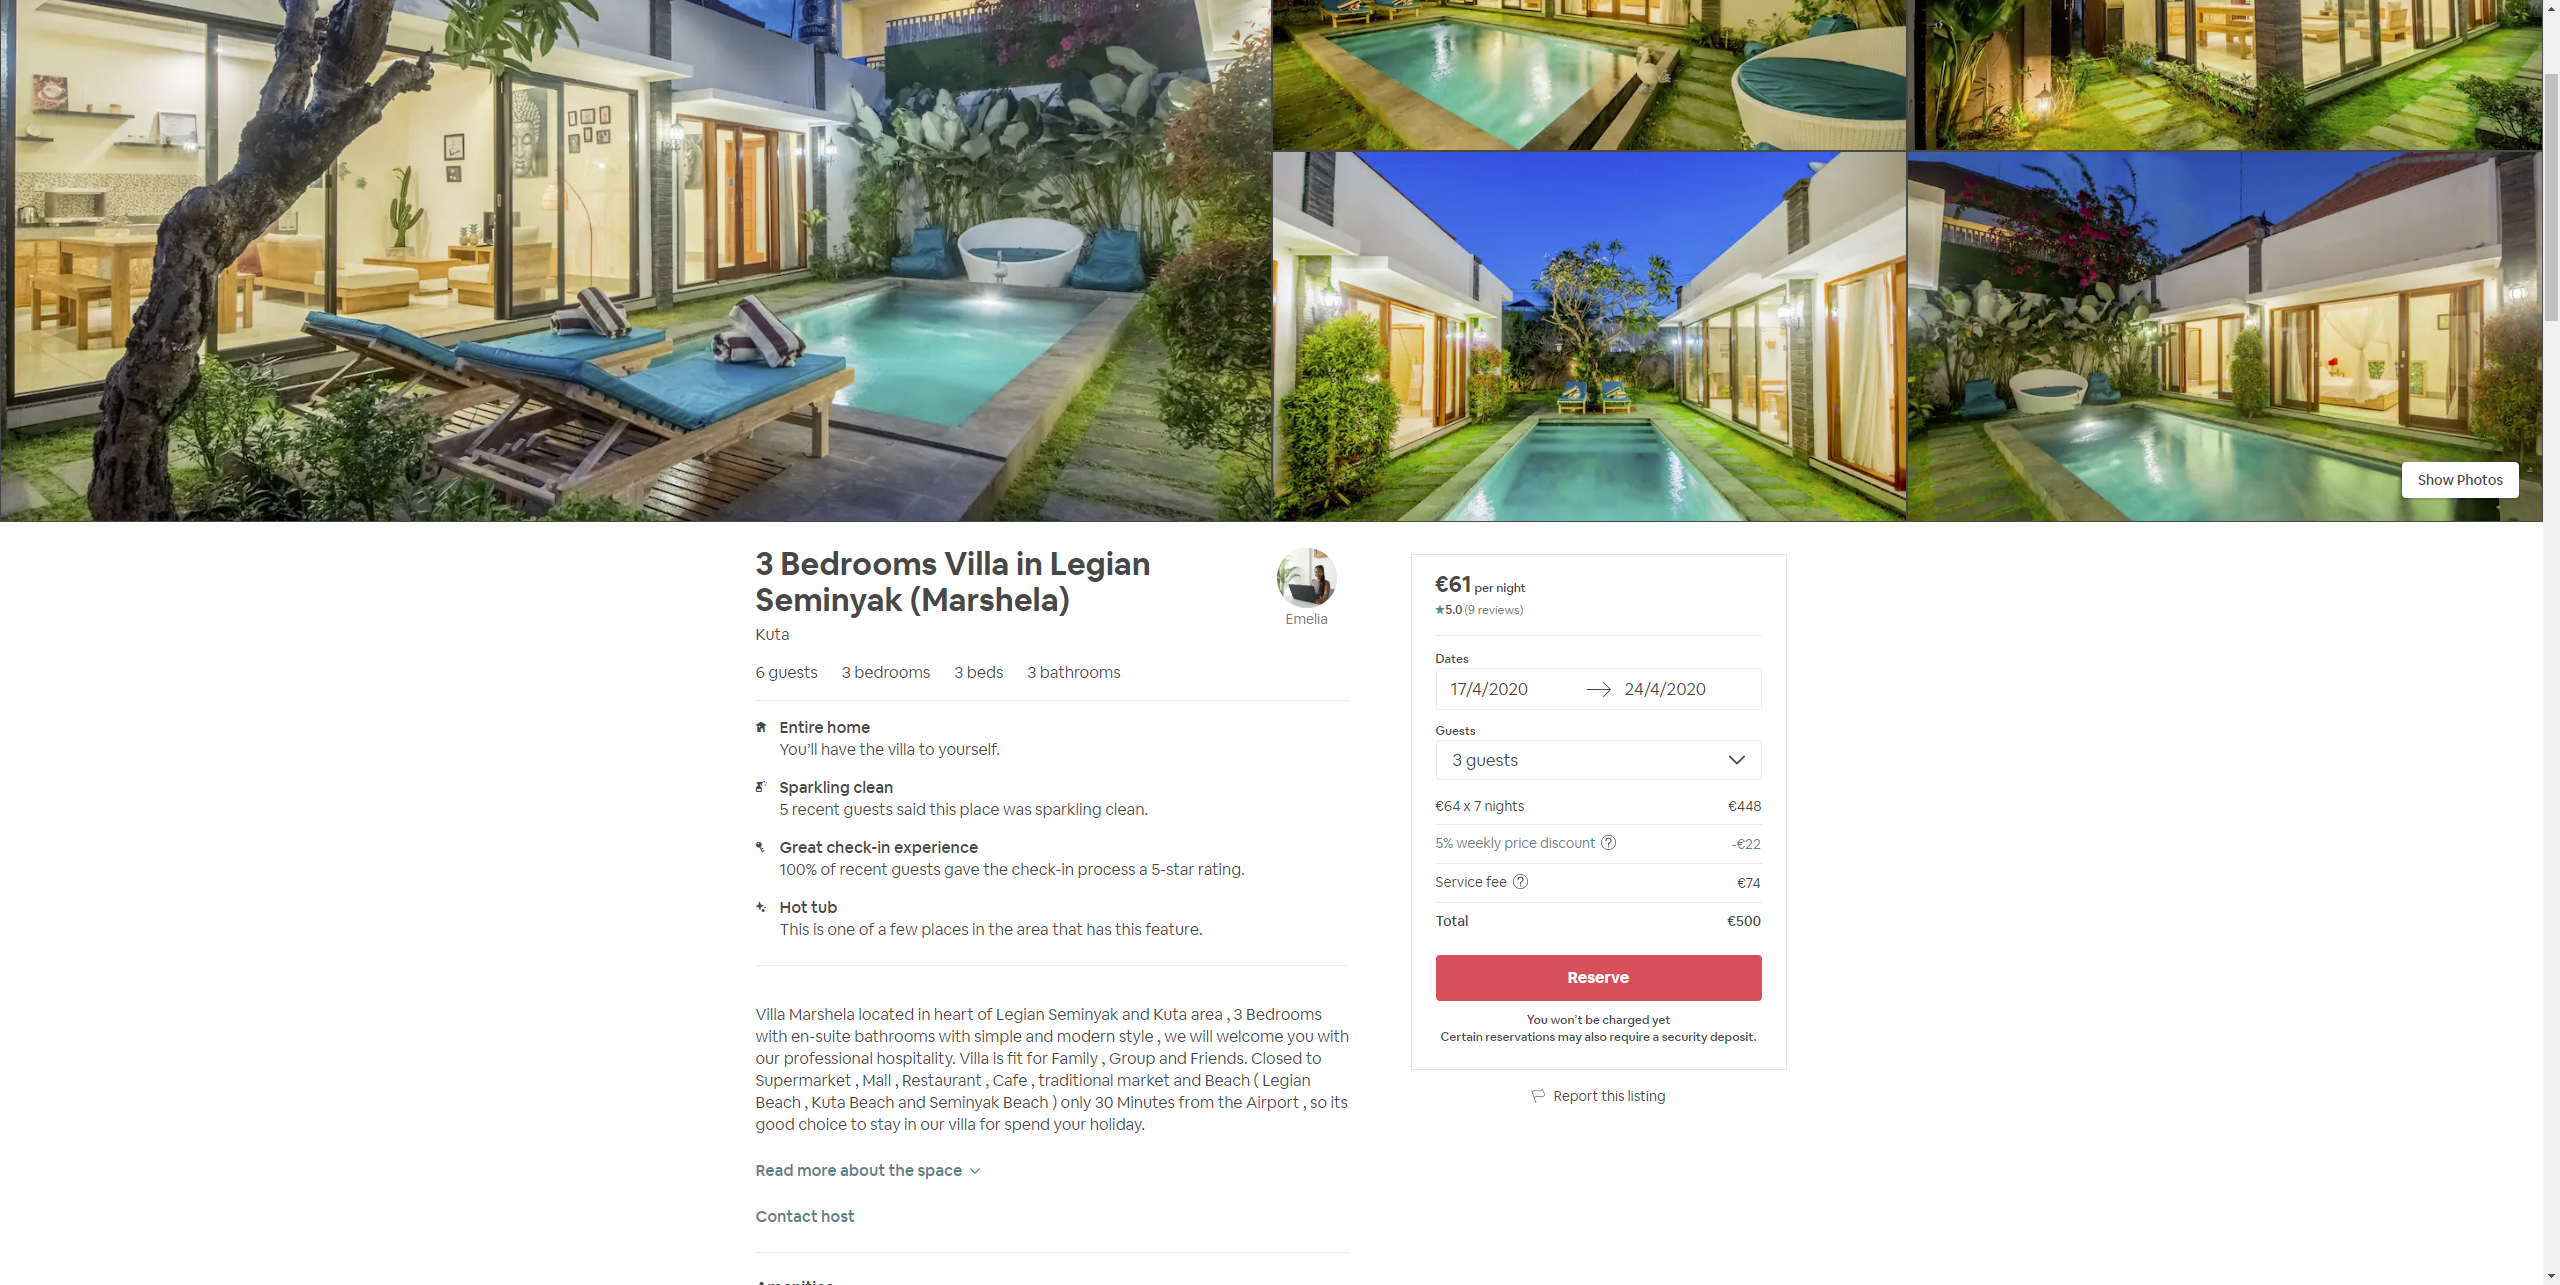 Show Photos
3 Bedrooms Villa in Legian
Seminyak (Marshela)
Emelia
Kuta
6 guests 3 bedrooms 3 beds 3 bathrooms
Entire home
You’ll have the villa to yourself.
Sparkling clean
5 recent guests said this place was sparkling clean.
Great check-in experience
100% of recent guests gave the check-in process a 5-star rating.
Hot tub
This is one of a few places in the area that has this feature.
Villa Marshela located in heart of Legian Seminyak and Kuta area , 3 Bedrooms
with en-suite bathrooms with simple and modern style , we will welcome you with
our professional hospitality. Villa is fit for Family , Group and Friends. Closed to
Supermarket , Mall , Restaurant , Cafe , traditional market and Beach ( Legian
Beach , Kuta Beach and Seminyak Beach ) only 30 Minutes from the Airport , so its
good choice to stay in our villa for spend your holiday.
Read more about the space
Contact host
Amenities
€61 per night
5.0 (9 reviews)
Dates
17/4/2020 24/4/2020
Guests
3 guests
€64 x 7 nights €448
5% weekly price discount -€22
Service fee €74
Total €500
Reserve
You won’t be charged yet
Certain reservations may also require a security deposit.
Report this listing